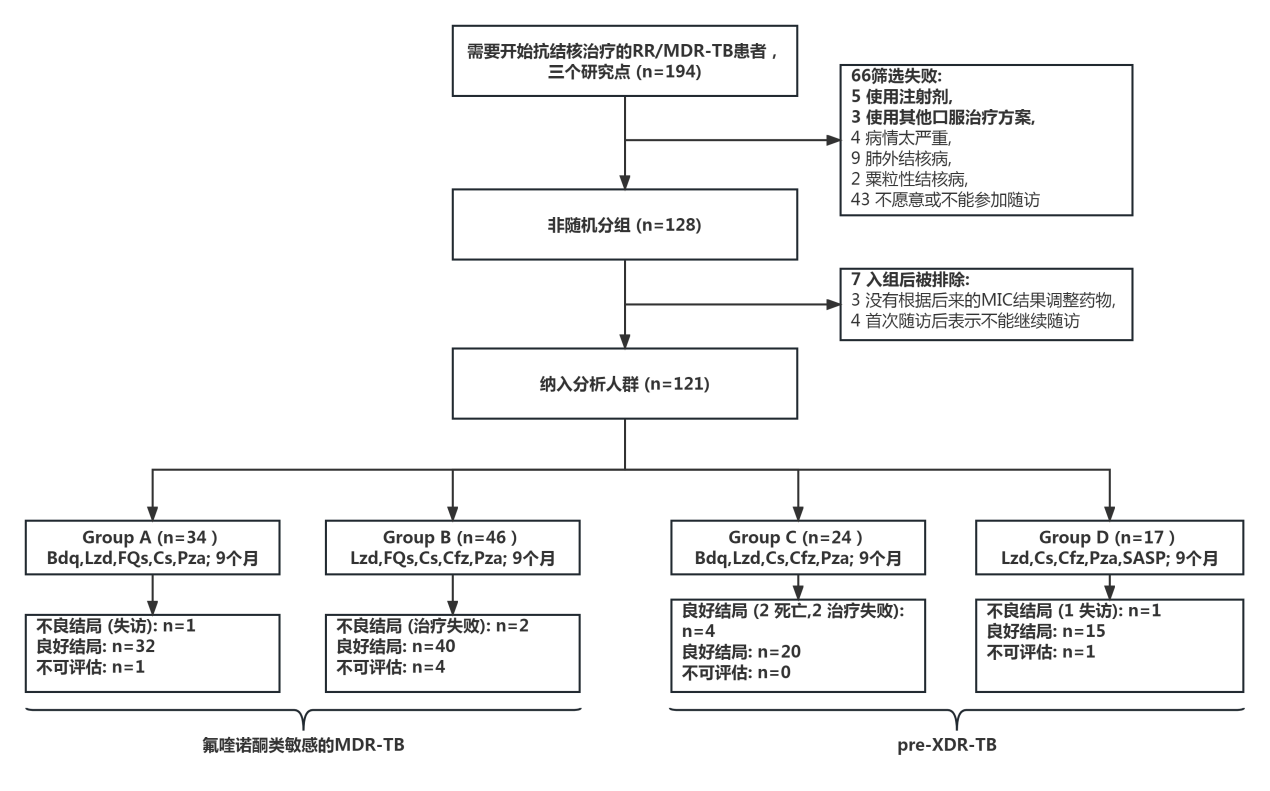 需要开始抗结核治疗的RR/MDR-TB患者，
三个研究点 (n=194)
66筛选失败:
5 使用注射剂,
3 使用其他口服治疗方案,
4 病情太严重,
9 肺外结核病,
2 粟粒性结核病,
43 不愿意或不能参加随访
非随机分组 (n=128)
7 入组后被排除:
3 没有根据后来的MIC结果调整药物,
4 首次随访后表示不能继续随访
纳入分析人群 (n=121)
Group A (n=34 )
Bdq,Lzd,FQs,Cs,Pza; 9个月
Group B (n=46 )
Lzd,FQs,Cs,Cfz,Pza; 9个月
Group C (n=24 )
Bdq,Lzd,Cs,Cfz,Pza; 9个月
Group D (n=17 )
Lzd,Cs,Cfz,Pza,SASP; 9个月
不良结局 (失访): n=1
良好结局: n=32
不可评估: n=1
不良结局 (治疗失败): n=2
良好结局: n=40
不可评估: n=4
良好结局 (2 死亡,2 治疗失败):
n=4
良好结局: n=20
不可评估: n=0
不良结局 (1 失访): n=1
良好结局: n=15
不可评估: n=1
氟喹诺酮类敏感的MDR-TB
pre-XDR-TB